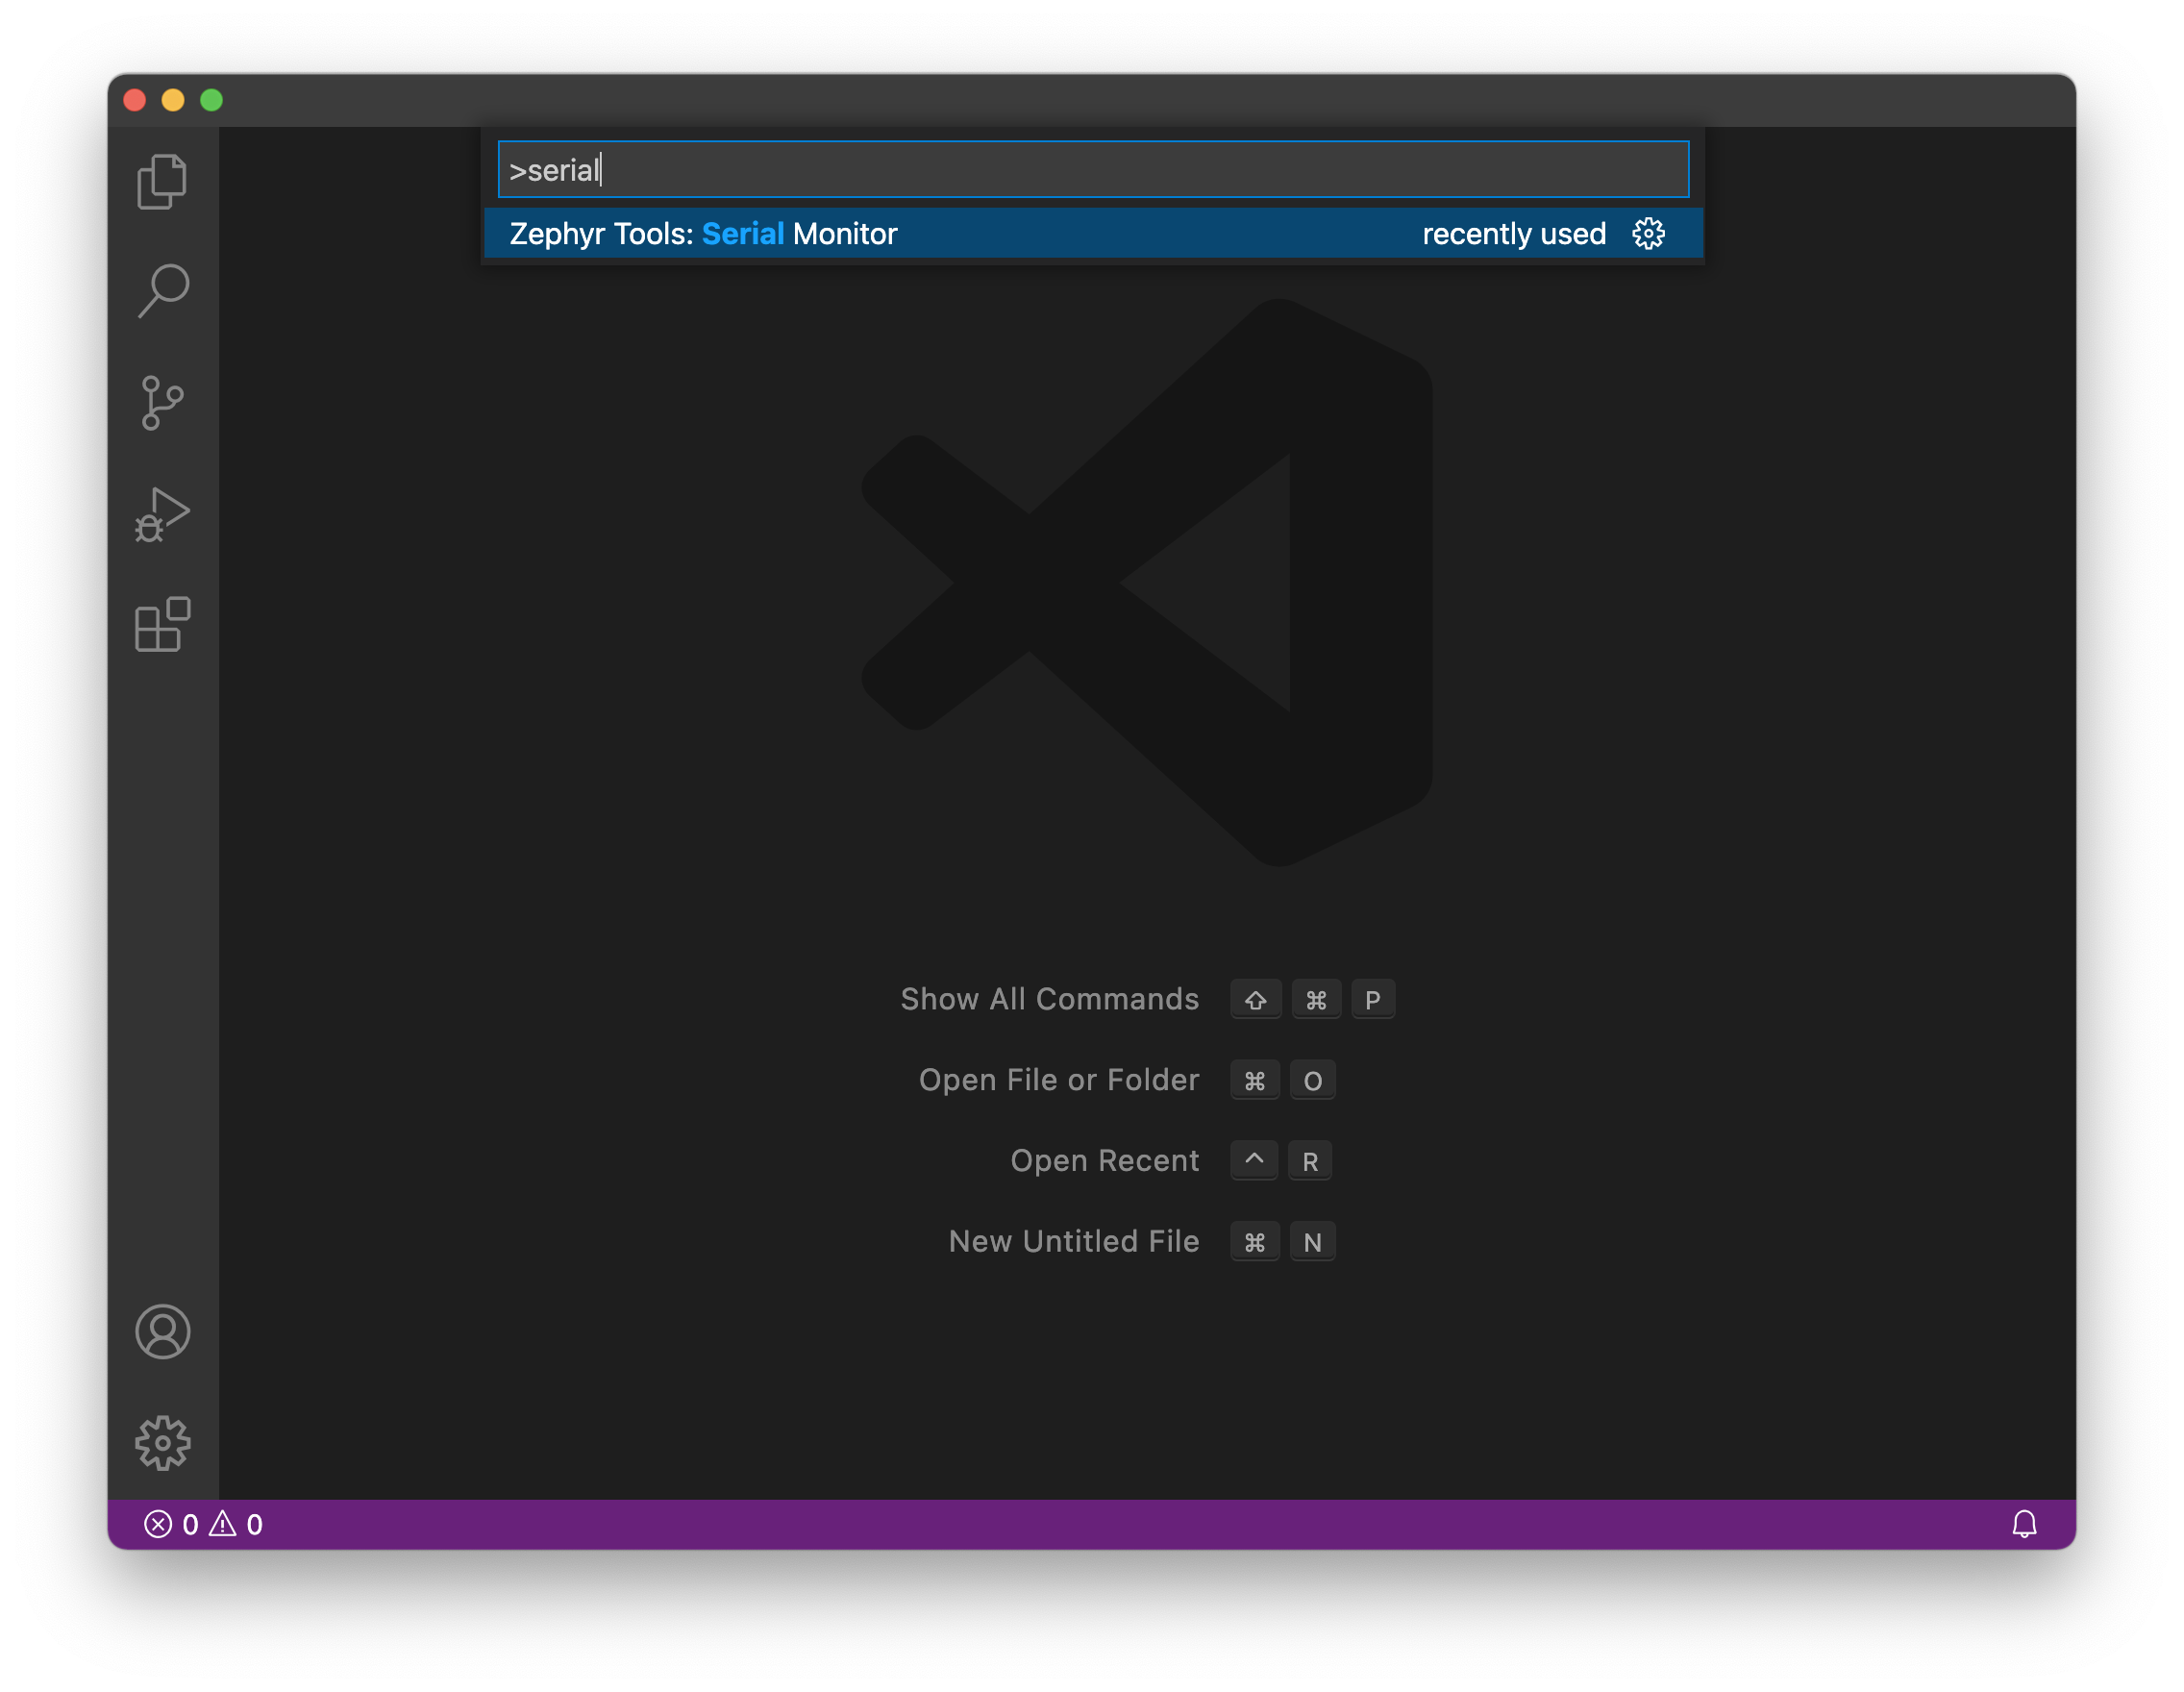 >serial
Zephyr Tools: Serial Monitor recently used
Show All Commands ⇧ ⌘ P
Open File or Folder ⌘ O
Open Recent ^ R
New Untitled File ⌘ N
0 0